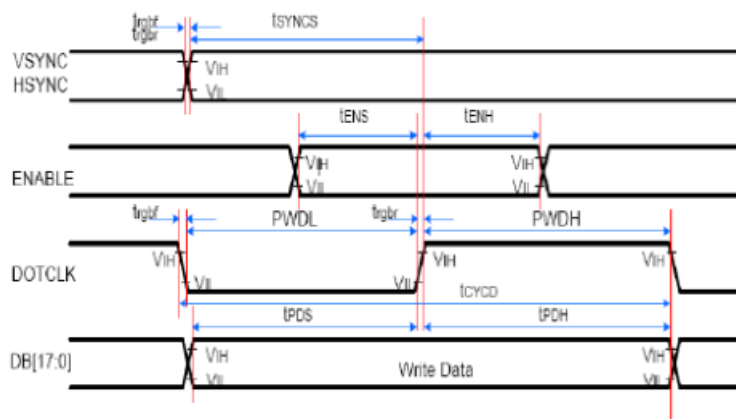 trgbf
trgbr
tSYNCS
VSYNC
HSYNC
VIH
VIL
tENS tENH
ENABLE
VIH VIH
VIL VIL
trgbf PWDL trgbr PWDH
DOTCLK
VIH VIH VIH
VIL VIL
tCYCD
tPDS tPDH
DB[17:0]
VIH Write Data VIH
VIL VIL